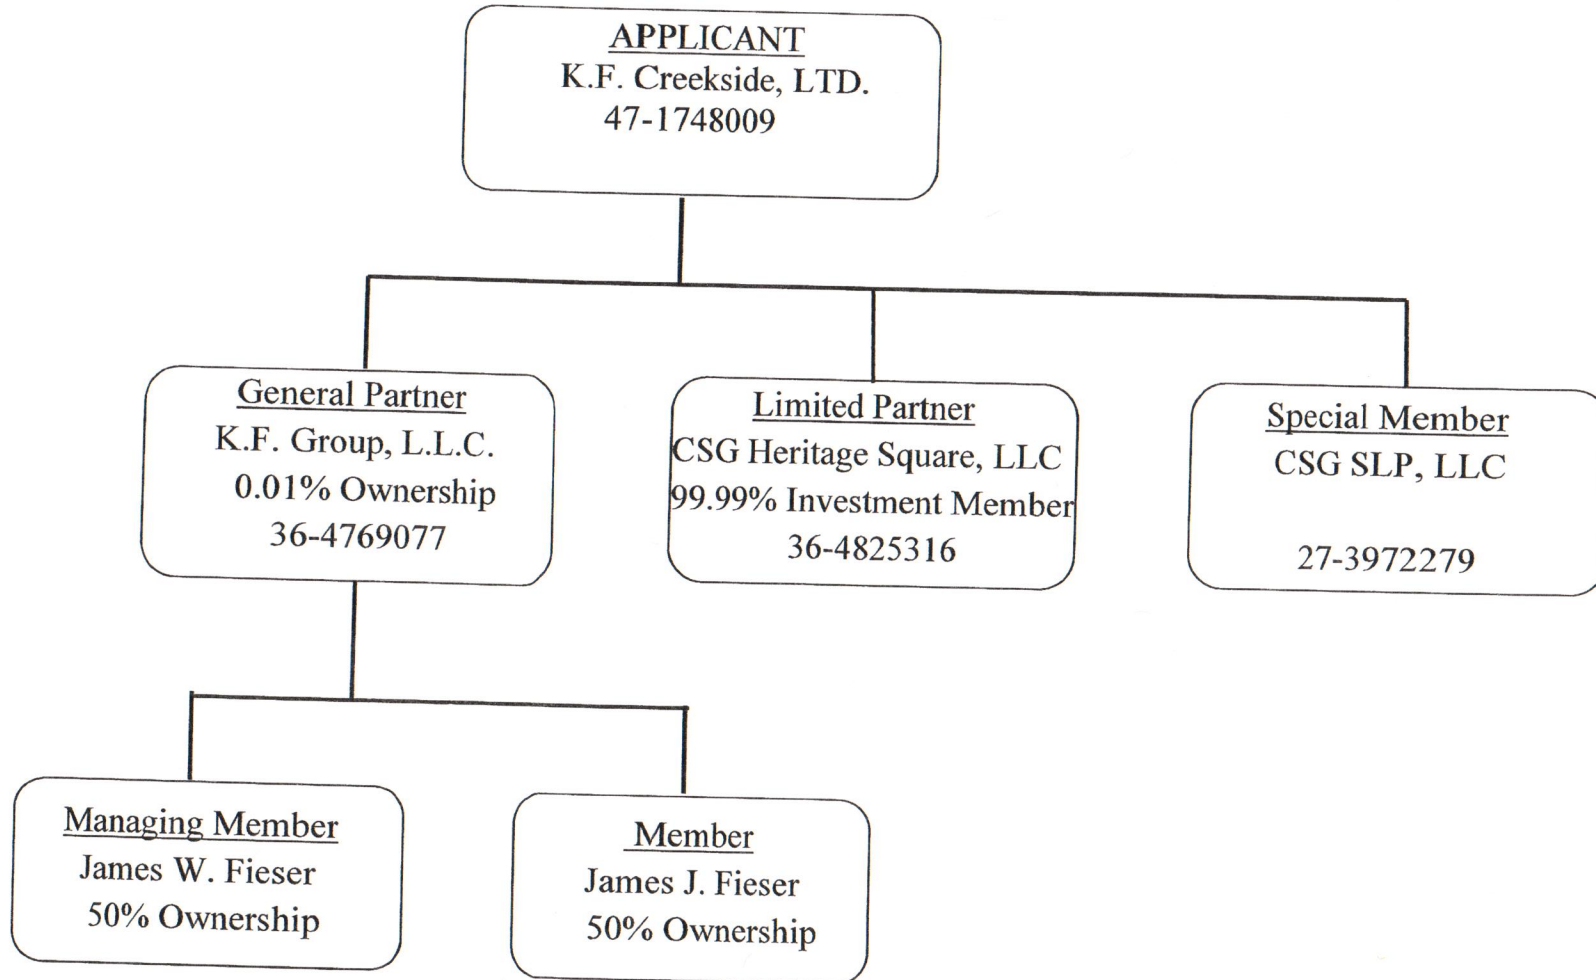 APPLICANT
K.F. Creekside, LTD.
47-1748009
General Partner
K.F. Group, L.L.C.
0.01% Ownership
36-4769077
Limited Partner
CSG Heritage Square, LLC
99.99% Investment Member
36-4825316
Special Member
CSG SLP, LLC
27-3972279
Managing Member
James W. Fieser
50% Ownership
Member
James J. Fieser
50% Ownership